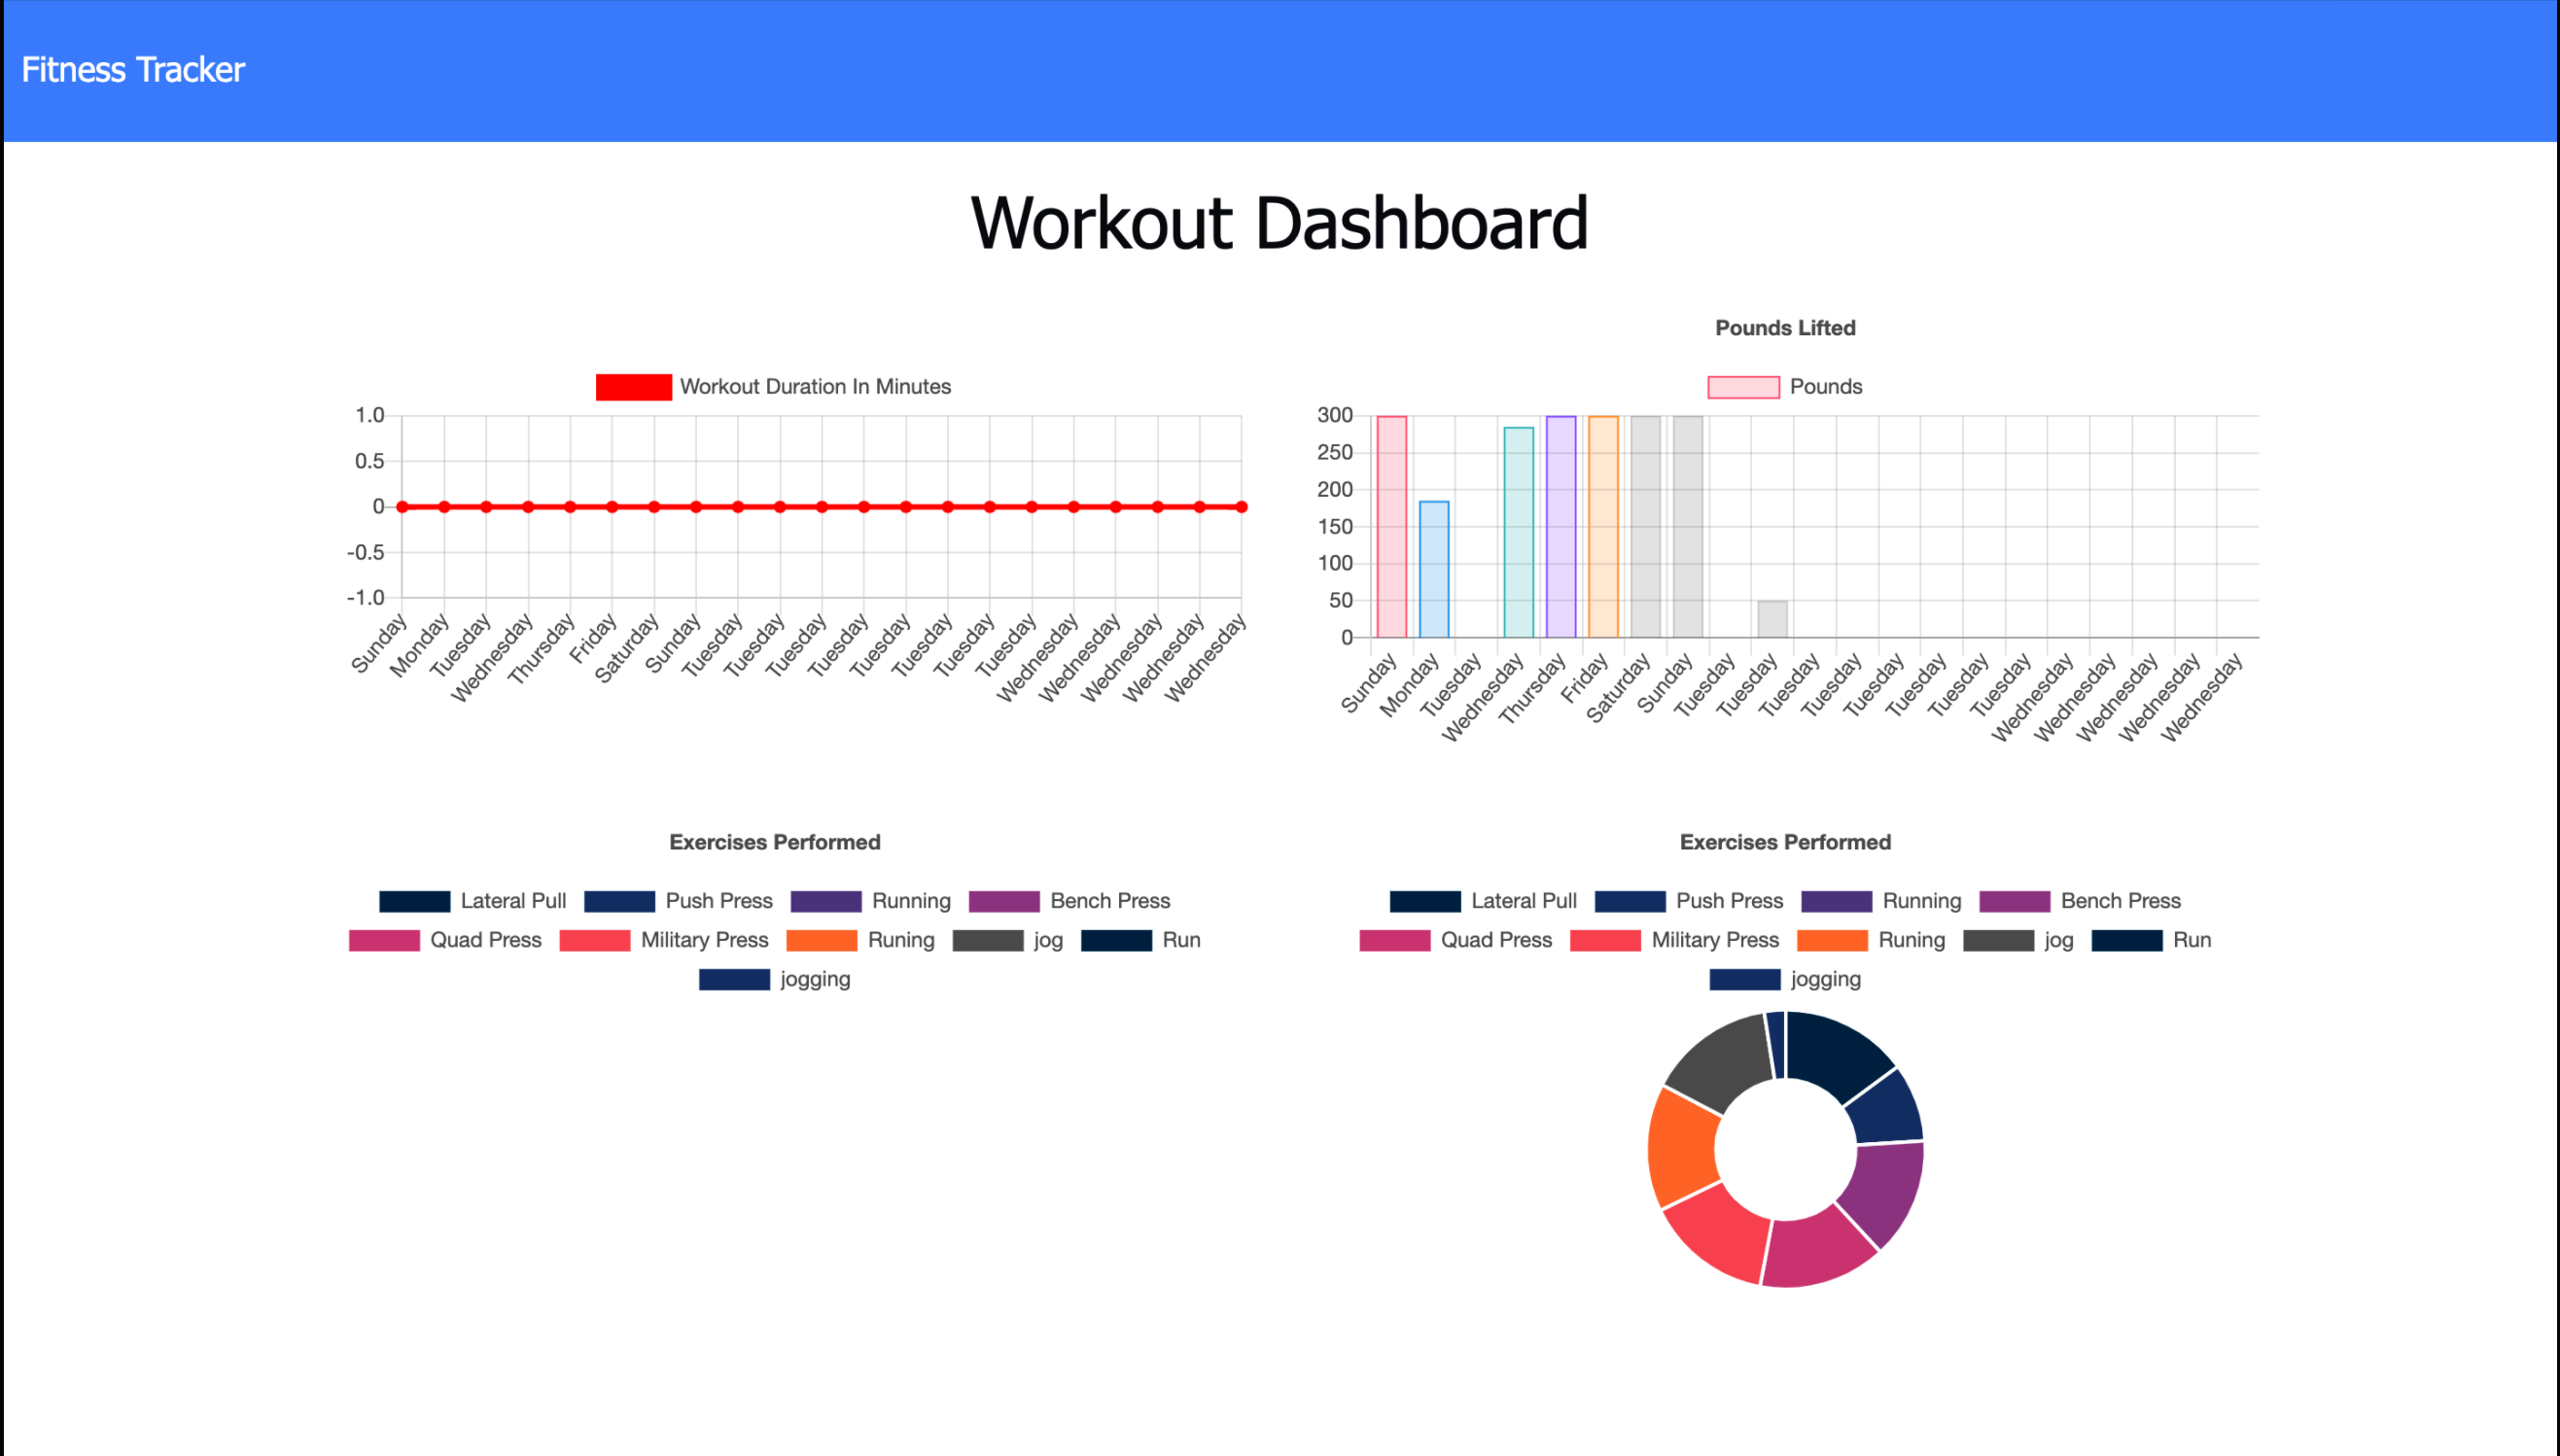 Fitness Tracker
Workout Dashboard
Workout Duration In Minutes
1.0
0.5
0
-0.5
-1.0
Sunday Monday Tuesday Wednesday Thursday Friday Saturday Sunday Tuesday Tuesday Tuesday Tuesday Tuesday Tuesday Tuesday Tuesday Wednesday Wednesday Wednesday Wednesday Wednesday
Pounds Lifted
Pounds
300
250
200
150
100
50
0
Sunday Monday Tuesday Wednesday Thursday Friday Saturday Sunday Tuesday Tuesday Tuesday Tuesday Tuesday Tuesday Tuesday Tuesday Wednesday Wednesday Wednesday Wednesday Wednesday
Exercises Performed
Lateral Pull Push Press Running Bench Press
Quad Press Military Press Runing jog Run
jogging
Exercises Performed
Lateral Pull Push Press Running Bench Press
Quad Press Military Press Runing jog Run
jogging